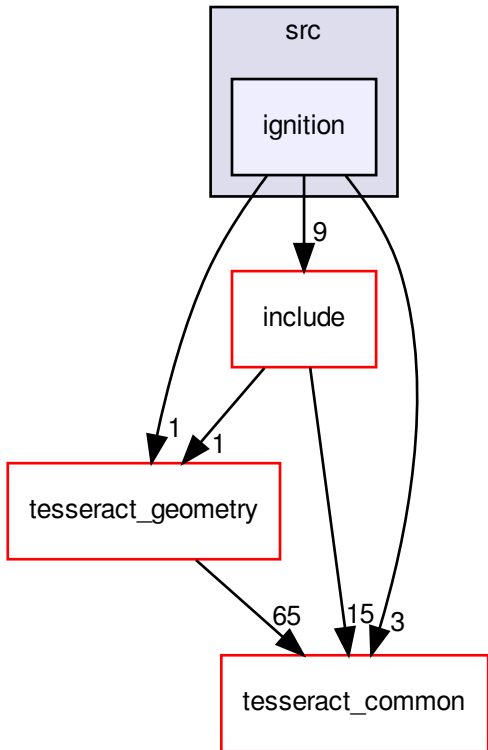 src
ignition
9
include
1
1
tesseract_geometry
65
15
3
tesseract_common